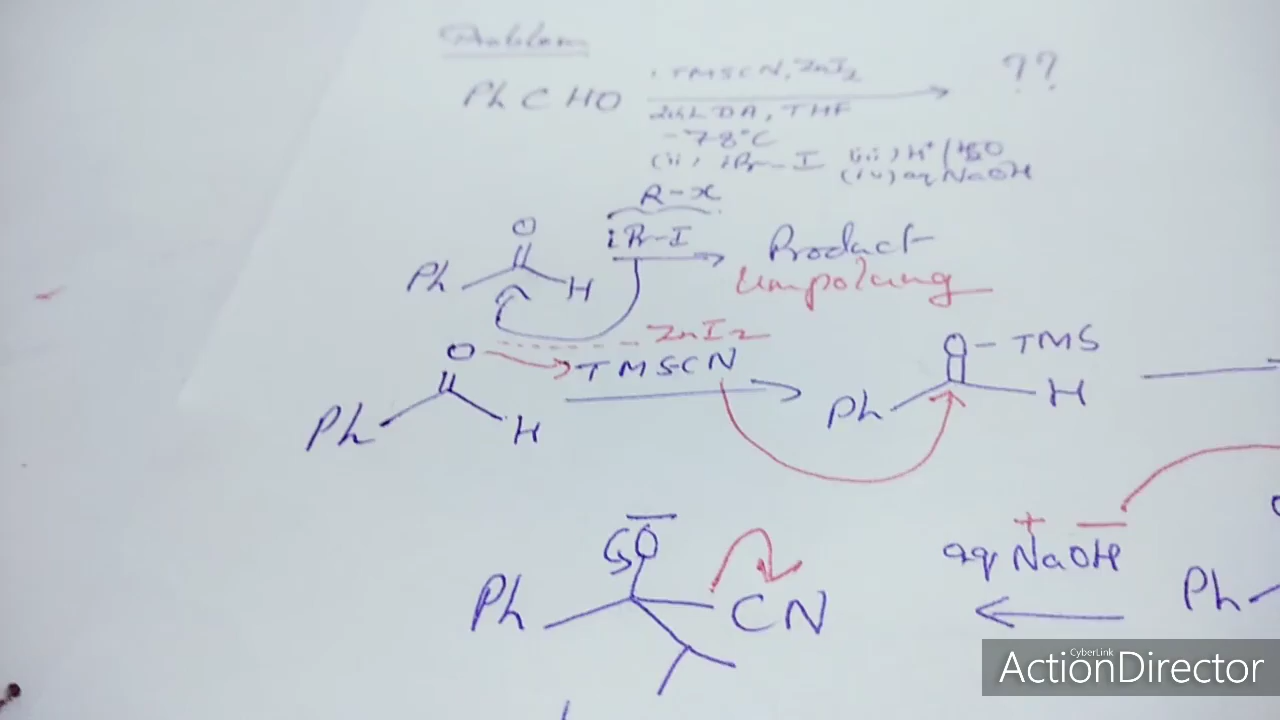 Problem
PhCHO i TMSCN, ZnI2 ??
LDA, THF
-78°C
(ii) iPr-I (iii) H+/H2O
(iv) aq NaOH
R-x
O iPr-I Product
Ph H Umpolung
ZnI2
O TMSCN O-TMS
Ph H Ph H
+ −
O aq NaOH
Ph CN Ph
CyberLink
ActionDirector